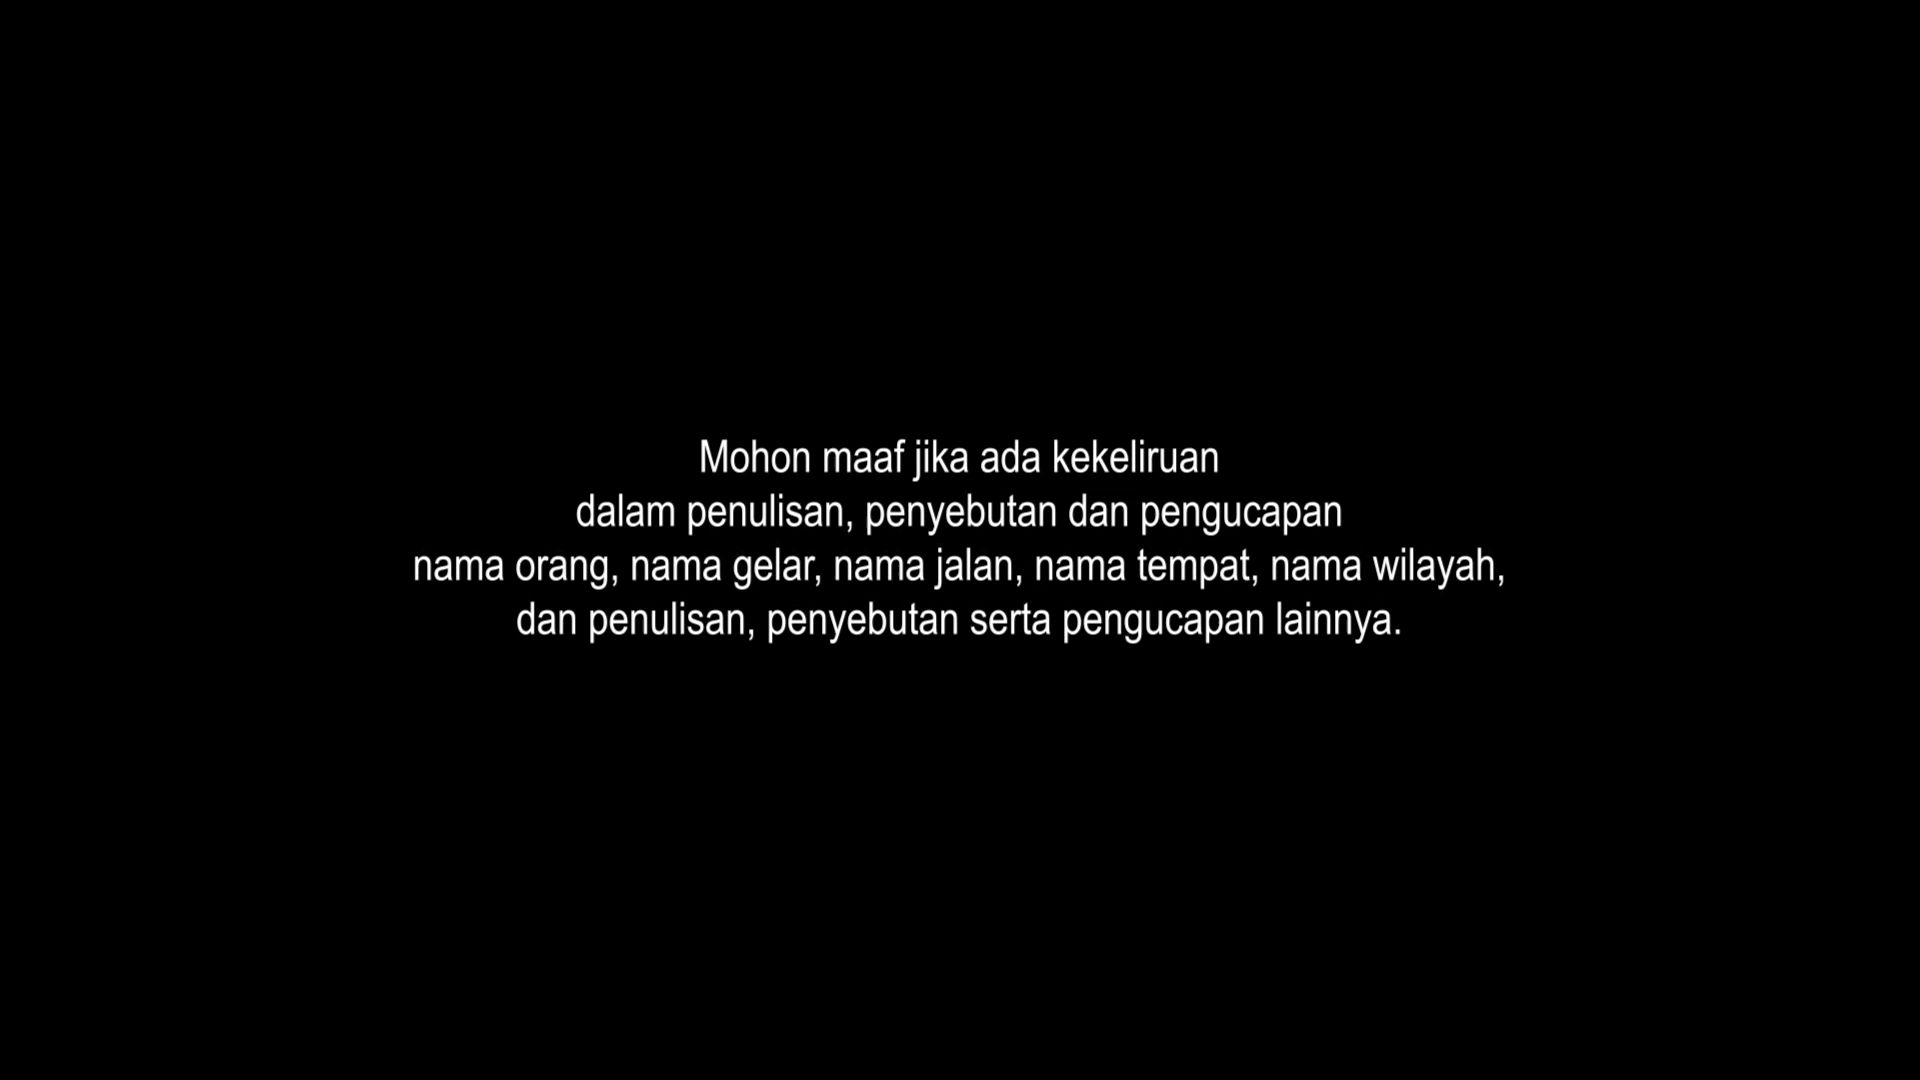 Mohon maaf jika ada kekeliruan
dalam penulisan, penyebutan dan pengucapan
nama orang, nama gelar, nama jalan, nama tempat, nama wilayah,
dan penulisan, penyebutan serta pengucapan lainnya.